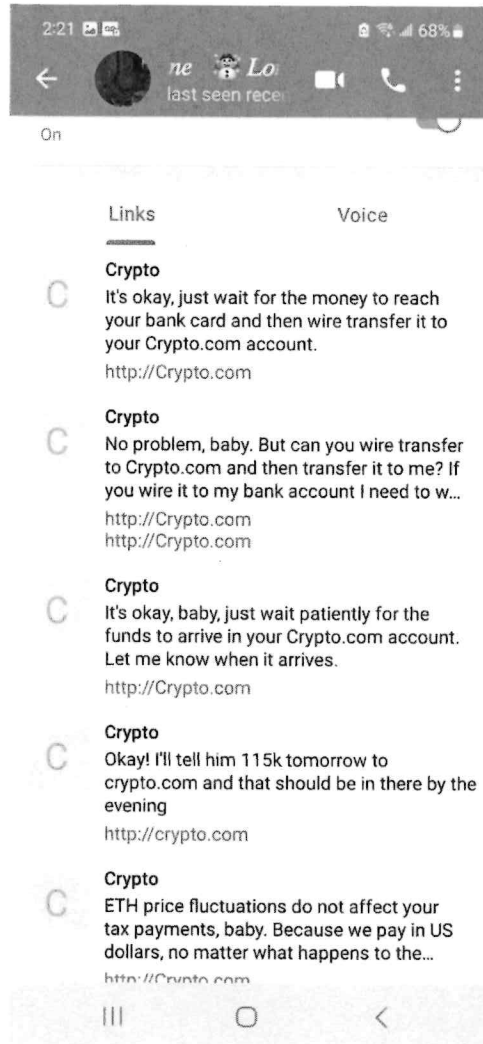 2:21 68%
ne ☃ Lo
last seen rece
On
Links Voice
C
Crypto
It's okay, just wait for the money to reach
your bank card and then wire transfer it to
your Crypto.com account.
http://Crypto.com
C
Crypto
No problem, baby. But can you wire transfer
to Crypto.com and then transfer it to me? If
you wire it to my bank account I need to w...
http://Crypto.com
http://Crypto.com
C
Crypto
It's okay, baby, just wait patiently for the
funds to arrive in your Crypto.com account.
Let me know when it arrives.
http://Crypto.com
C
Crypto
Okay! I'll tell him 115k tomorrow to
crypto.com and that should be in there by the
evening
http://crypto.com
C
Crypto
ETH price fluctuations do not affect your
tax payments, baby. Because we pay in US
dollars, no matter what happens to the...
http://Crypto.com